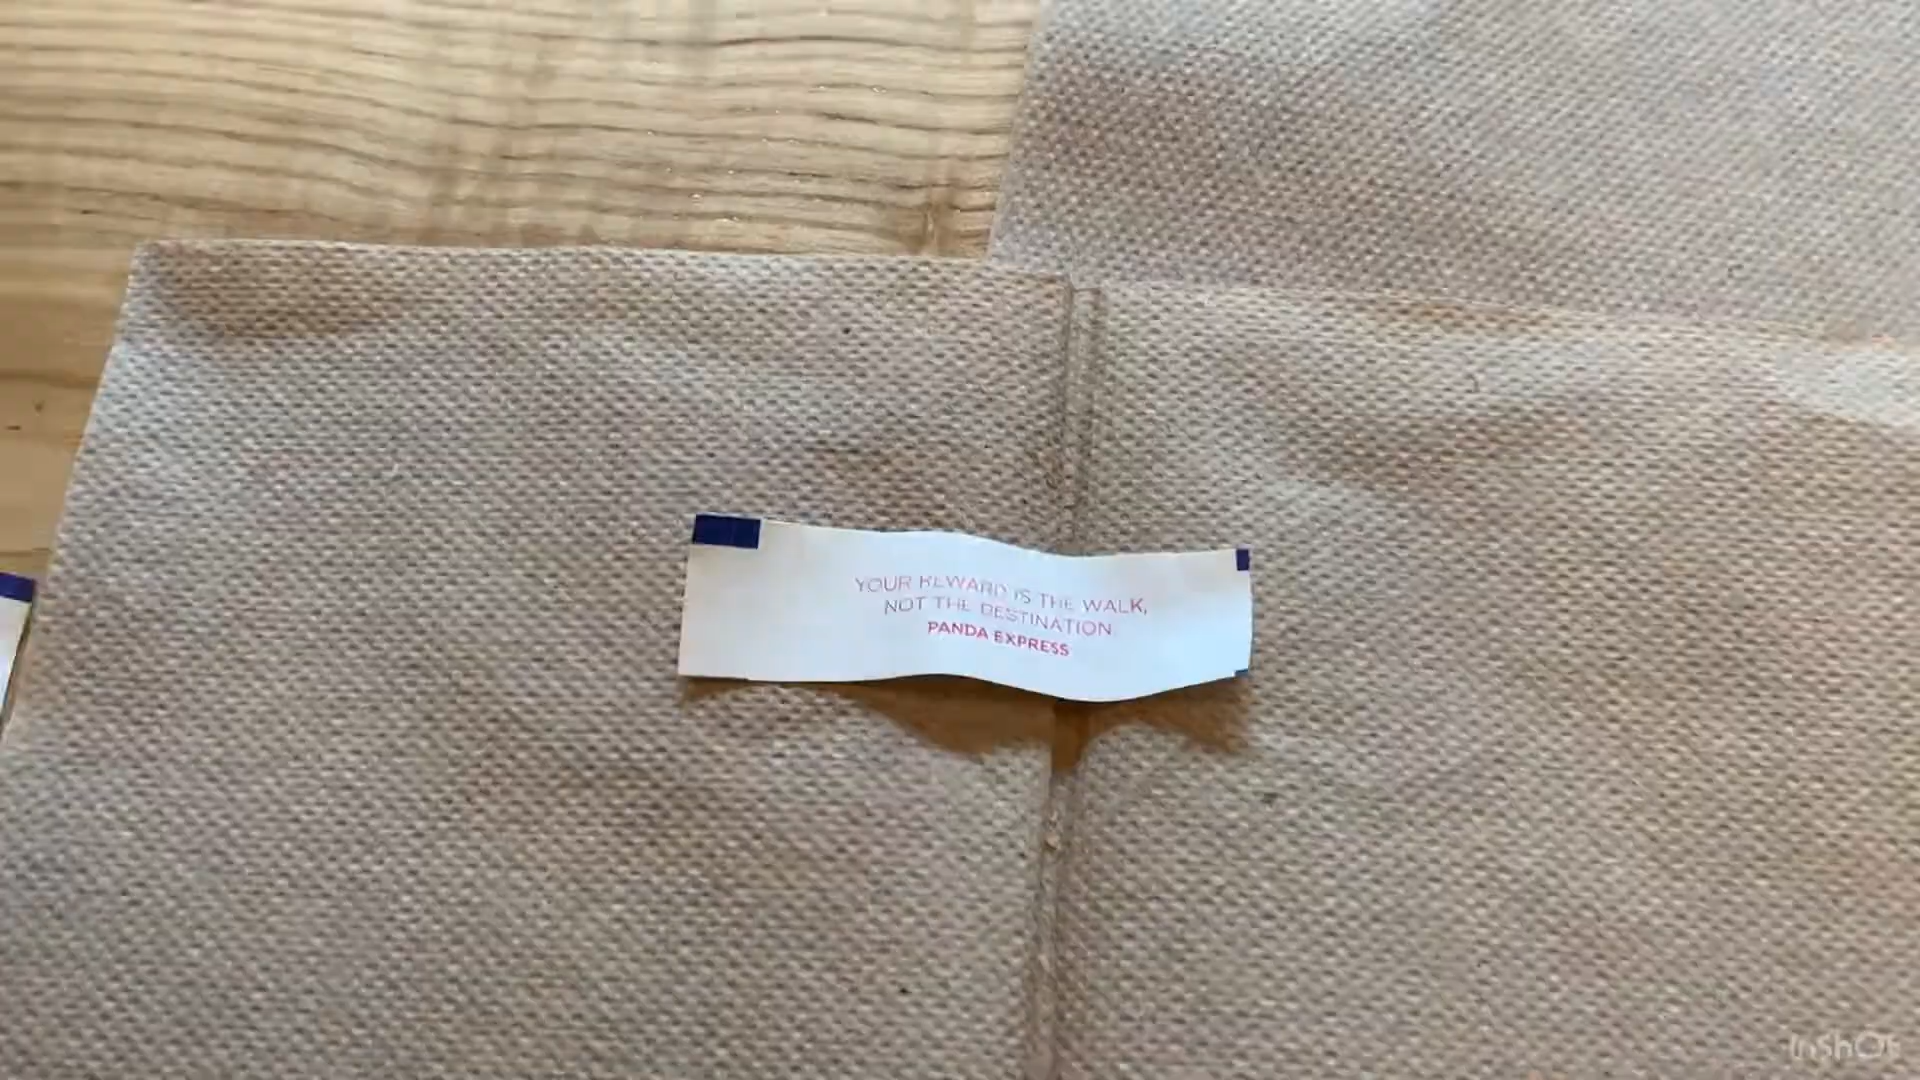 YOUR REWARD IS THE WALK,
NOT THE DESTINATION.
PANDA EXPRESS
InShOt